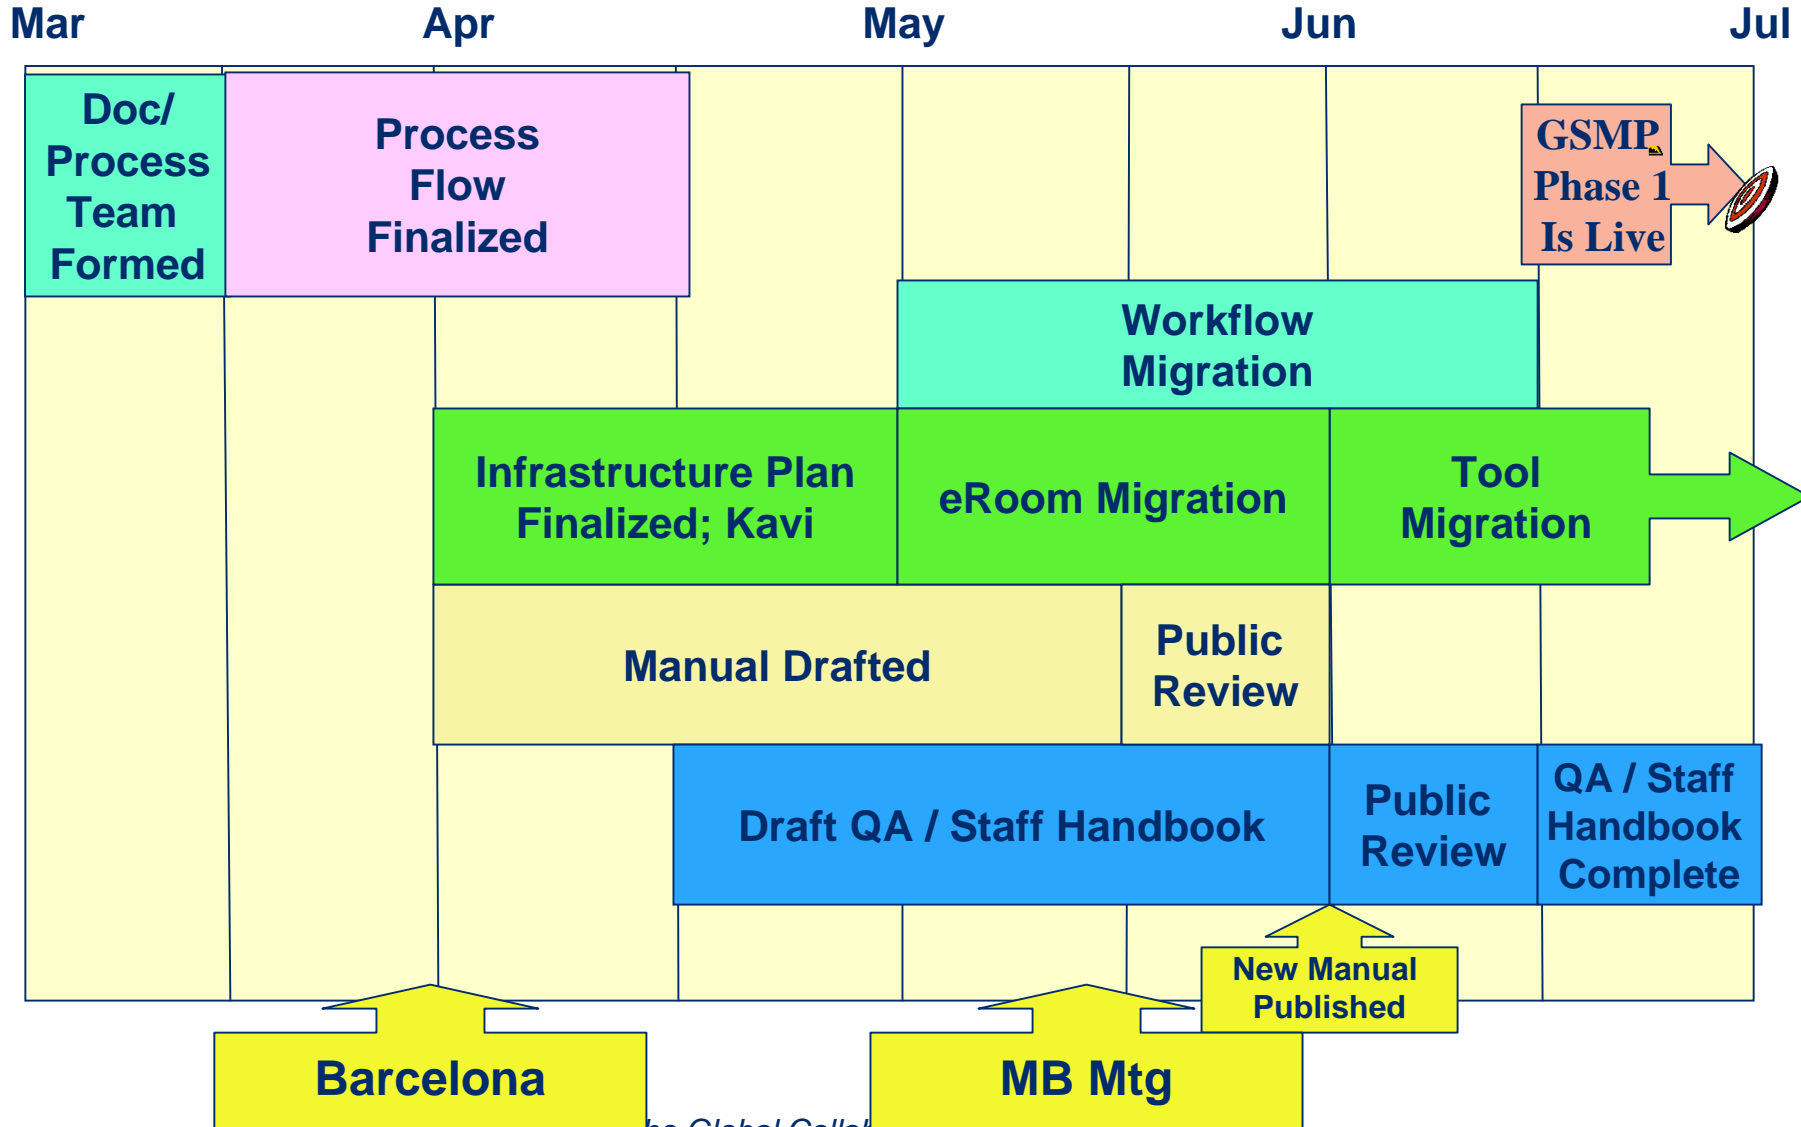 Mar Apr May Jun Jul
Doc/
Process
Team
Formed
Process
Flow
Finalized
GSMP
Phase 1
Is Live
Workflow
Migration
Infrastructure Plan
Finalized; Kavi
eRoom Migration
Tool
Migration
Manual Drafted
Public
Review
Draft QA / Staff Handbook
Public
Review
QA / Staff
Handbook
Complete
New Manual
Published
Barcelona
MB Mtg
Global